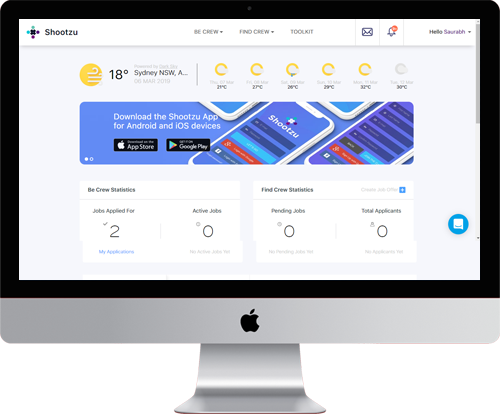 Shootzu
BE CREW
FIND CREW
TOOLKIT
Hello Saurabh
18°
Powered by Dark Sky
Sydney NSW, A...
06 MAR 2019
Thu, 07 Mar
Fri, 08 Mar
Sat, 09 Mar
Sun, 10 Mar
Mon, 11 Mar
Tue, 12 Mar
21°C
27°C
26°C
29°C
32°C
30°C
Download the Shootzu App
for Android and iOS devices
Download on the
App Store
GET IT ON
Google Play
Shootzu
Be Crew Statistics
Jobs Applied For
Active Jobs
2
0
My Applications
No Active Jobs Yet
Find Crew Statistics
Create Job Offer
Pending Jobs
Total Applicants
0
0
No Pending Jobs Yet
No Applicants Yet